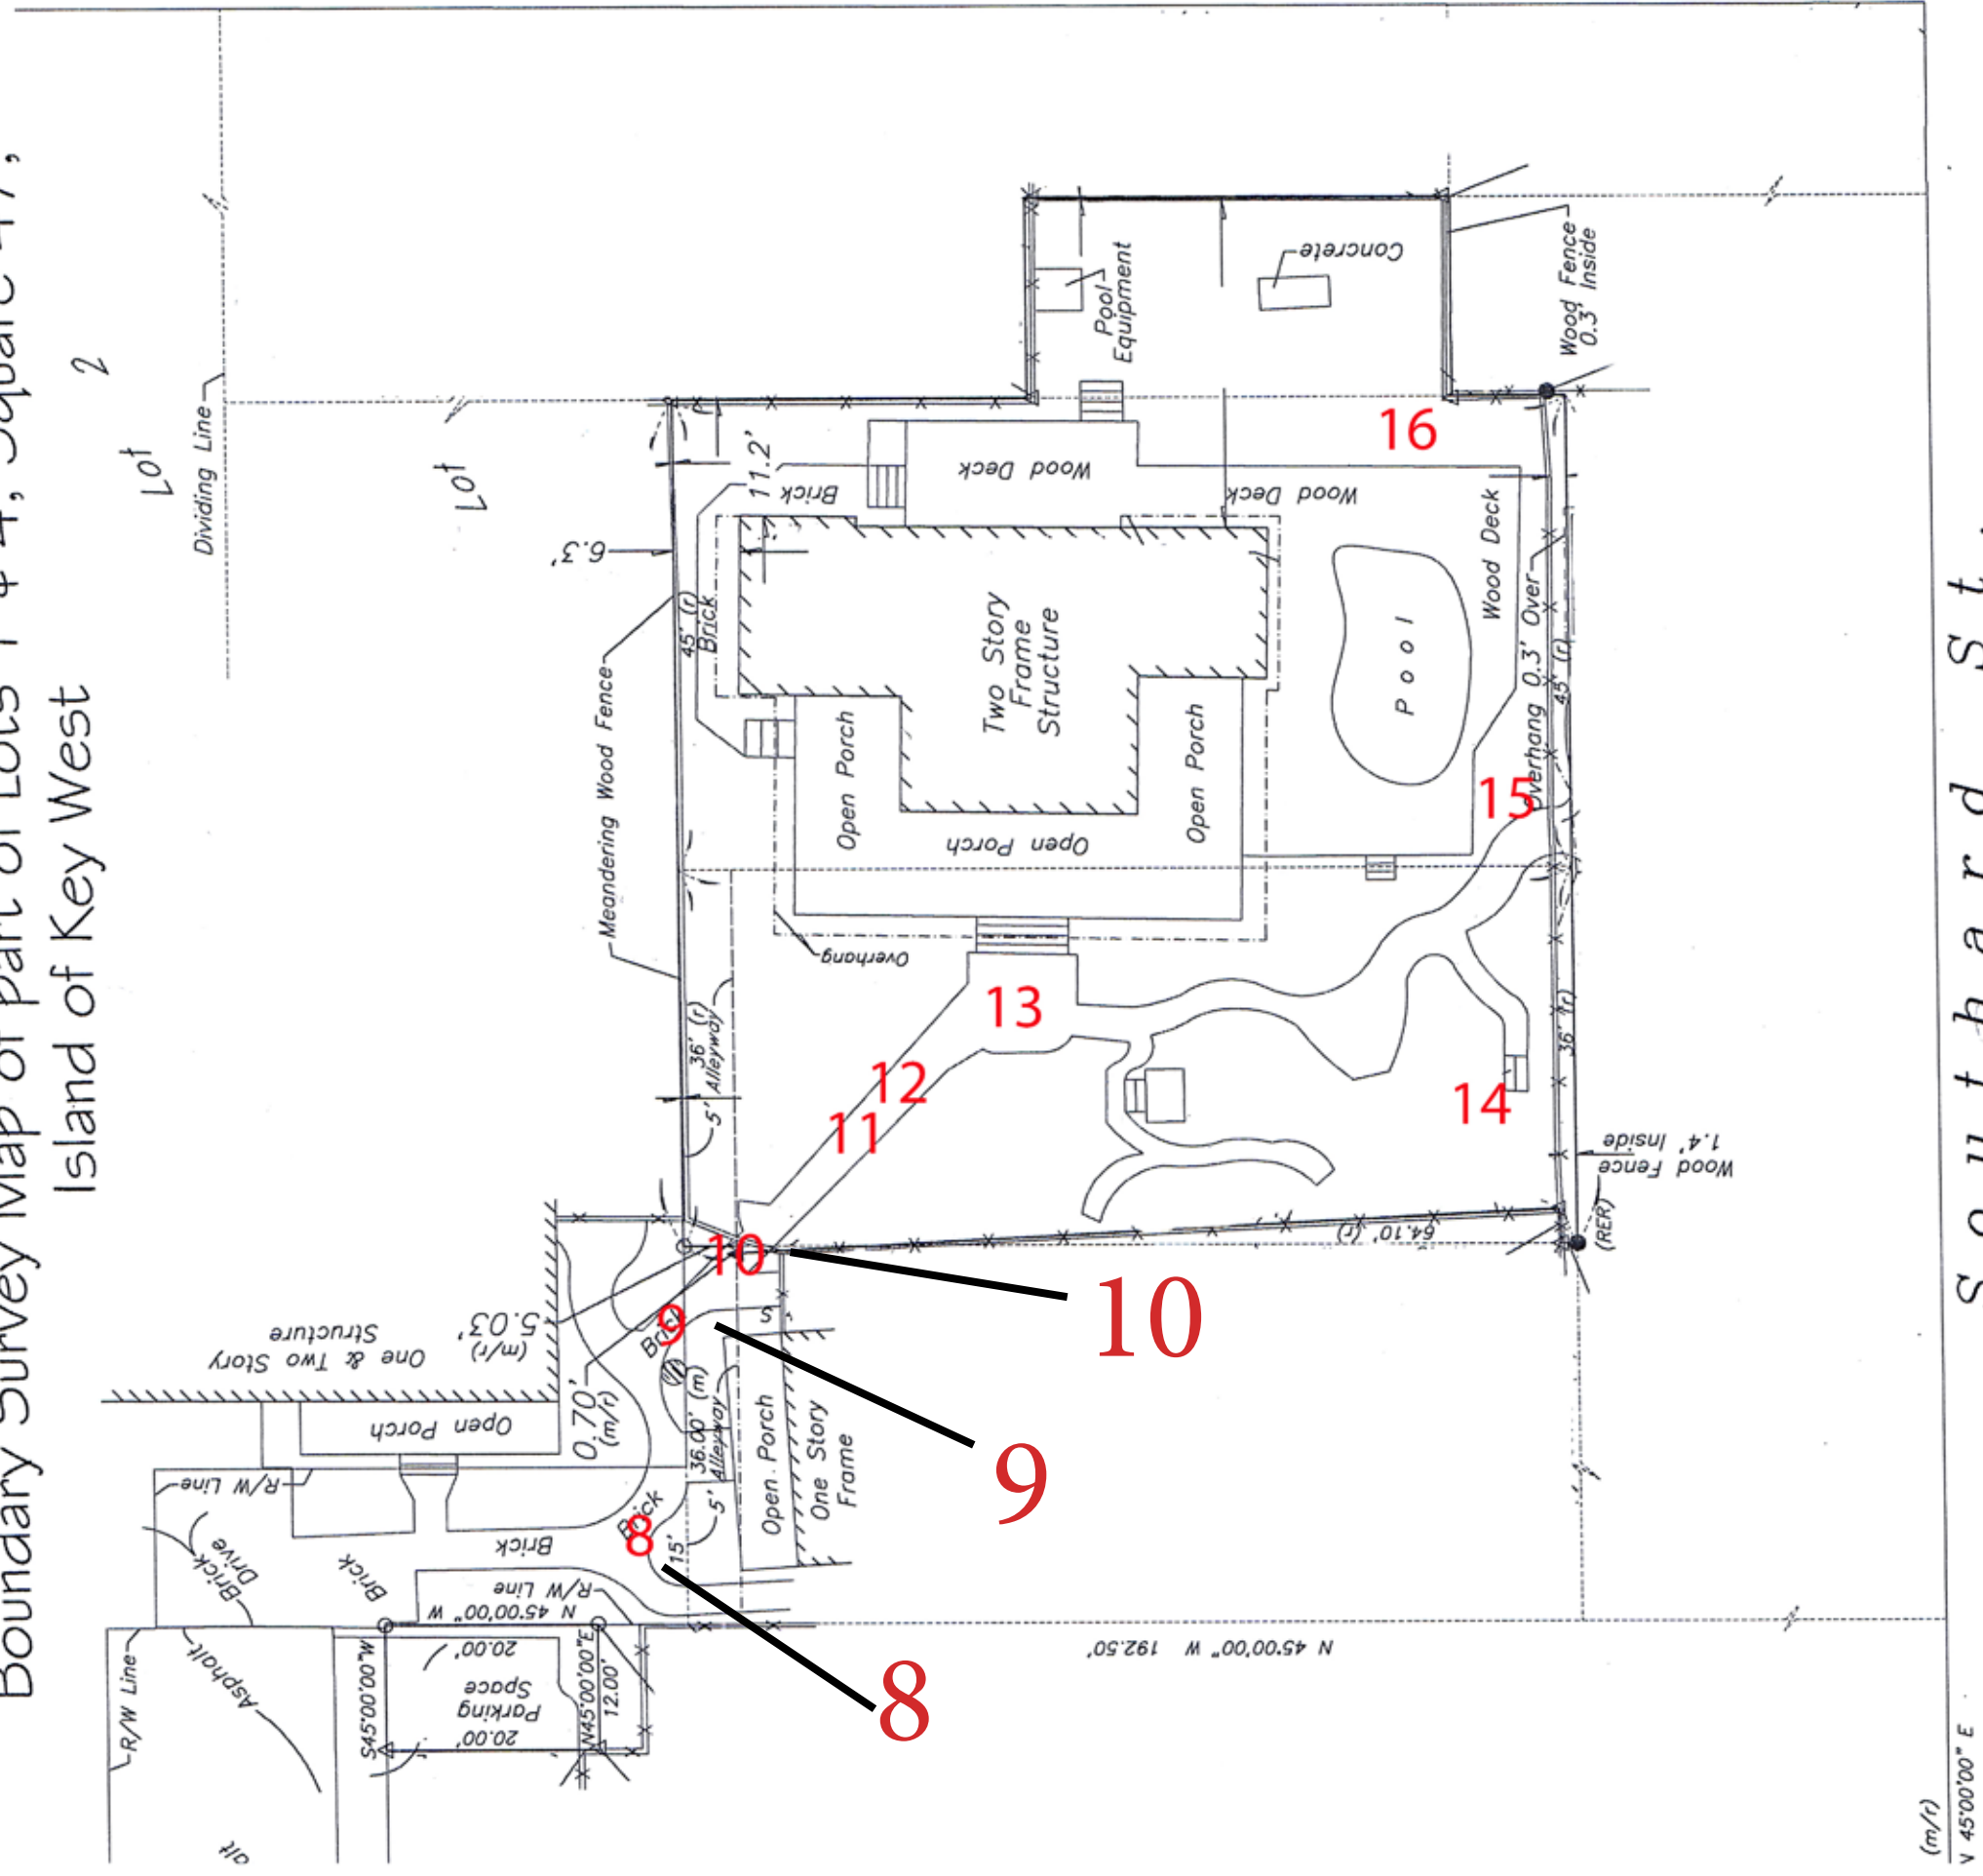 Boundary Survey Map of part of Lots 1 & 4, Square 47,
Island of Key West
Lot 2
Lot
Dividing Line
6.3'
11.2'
Brick
45' (r)
Brick
Meandering Wood Fence
Pool
Equipment
Concrete
Wood Fence
0.3' Inside
16
Wood Deck
Wood Deck
Wood Deck
Two Story
Frame
Structure
Pool
Open Porch
Open Porch
Open Porch
Overhang 0.3' Over
45' (r)
15
Overhang
36' (r)
5' Alleyway
13
12
11
14
36' (r)
Wood Fence
1.4' Inside
(RER)
64.10' (r)
10
10
9
9
8
8
Brick
S
5.03'
(m/r)
One & Two Story
Structure
Open Porch
0.70'
(m/r)
36.00' (m)
5' Alleyway
Open Porch
One Story
Frame
R/W Line
Brick
Drive
Brick
Brick
Brick
15'
R/W Line
N 45°00'00" W
20.00'
Parking
Space
20.00'
S45°00'00"W
N45°00'00"E
12.00'
R/W Line
Asphalt
N 45°00'00" W 192.50'
Southard St.
(m/r)
N 45°00'00" E